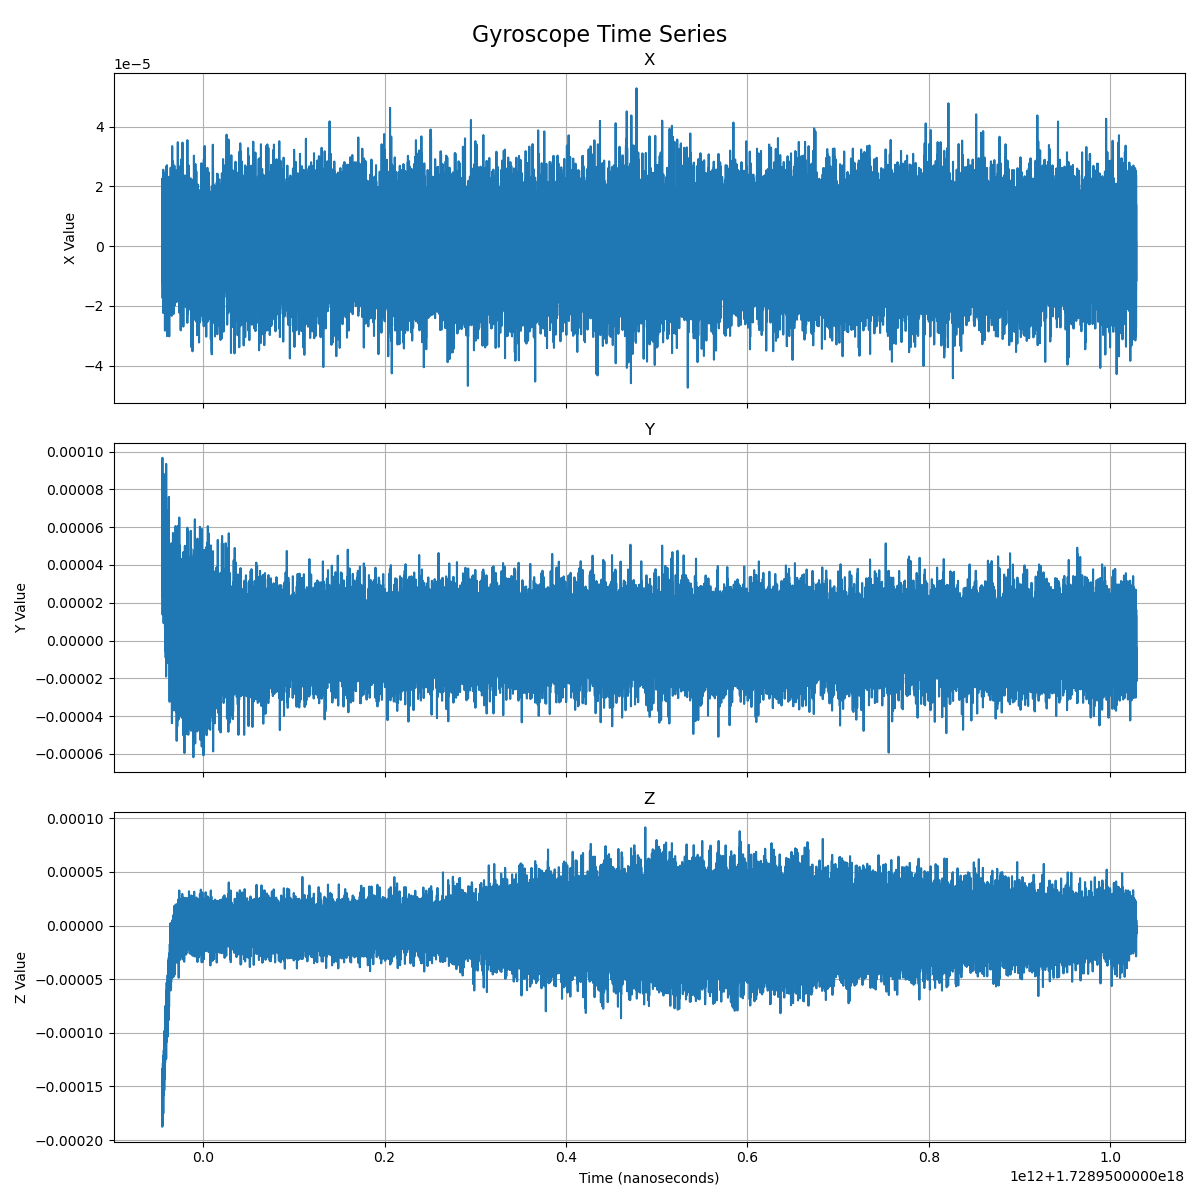 Gyroscope Time Series
X
1e−5
4
2
0
−2
−4
X Value
Y
0.00010
0.00008
0.00006
0.00004
0.00002
0.00000
−0.00002
−0.00004
−0.00006
Y Value
Z
0.00010
0.00005
0.00000
−0.00005
−0.00010
−0.00015
−0.00020
Z Value
0.0 0.2 0.4 0.6 0.8 1.0
Time (nanoseconds)
1e12+1.7289500000e18